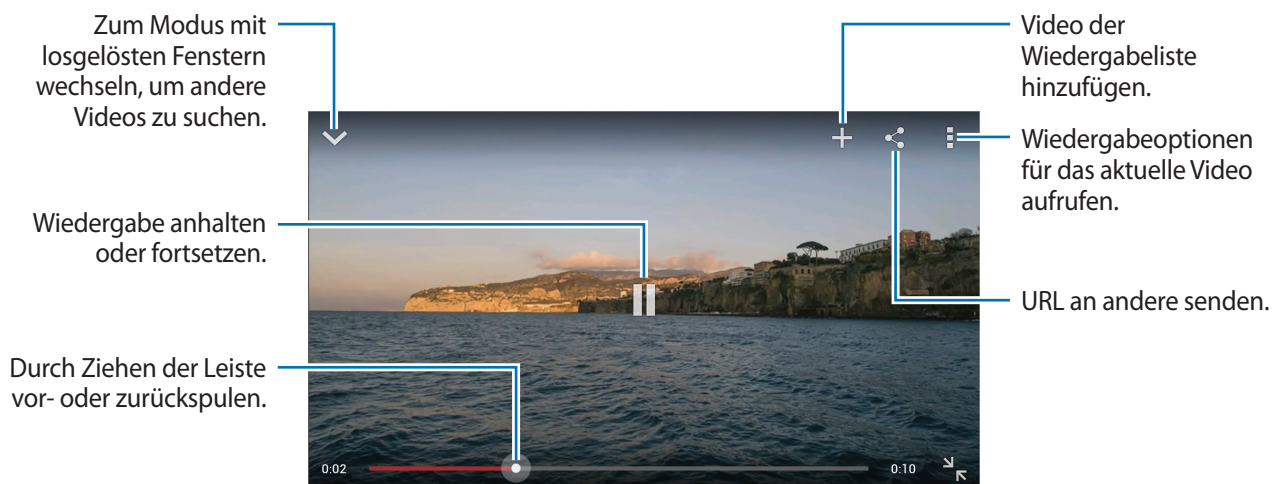 Zum Modus mit
losgelösten Fenstern
wechseln, um andere
Videos zu suchen.
Wiedergabe anhalten
oder fortsetzen.
Durch Ziehen der Leiste
vor- oder zurückspulen.
Video der
Wiedergabeliste
hinzufügen.
Wiedergabeoptionen
für das aktuelle Video
aufrufen.
URL an andere senden.
0:02
0:10